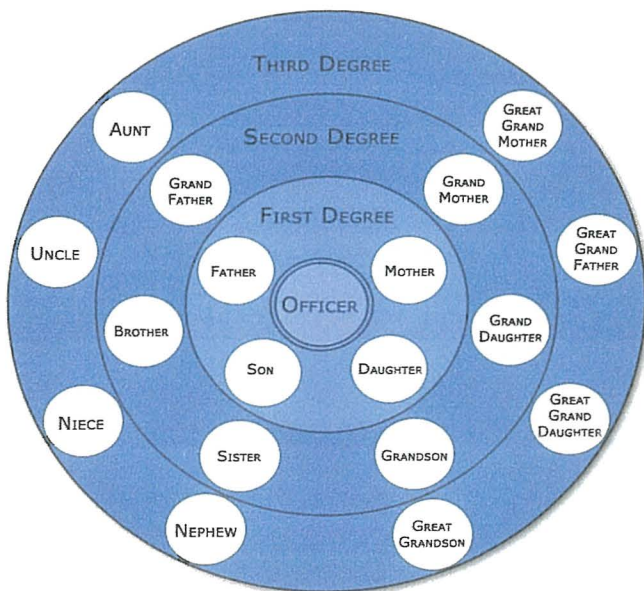 THIRD DEGREE
AUNT
GREAT
GRAND
MOTHER
SECOND DEGREE
GRAND
FATHER
GRAND
MOTHER
FIRST DEGREE
UNCLE
GREAT
GRAND
FATHER
FATHER
MOTHER
OFFICER
BROTHER
GRAND
DAUGHTER
SON
DAUGHTER
NIECE
GREAT
GRAND
DAUGHTER
SISTER
GRANDSON
NEPHEW
GREAT
GRANDSON